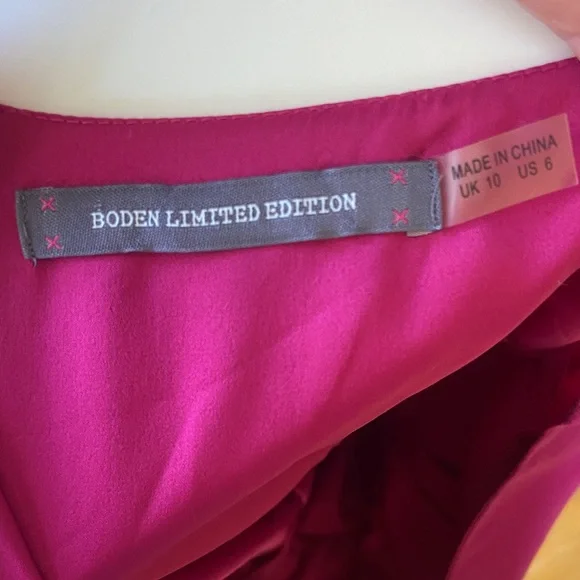 BODEN LIMITED EDITION
MADE IN CHINA
UK 10 US 6